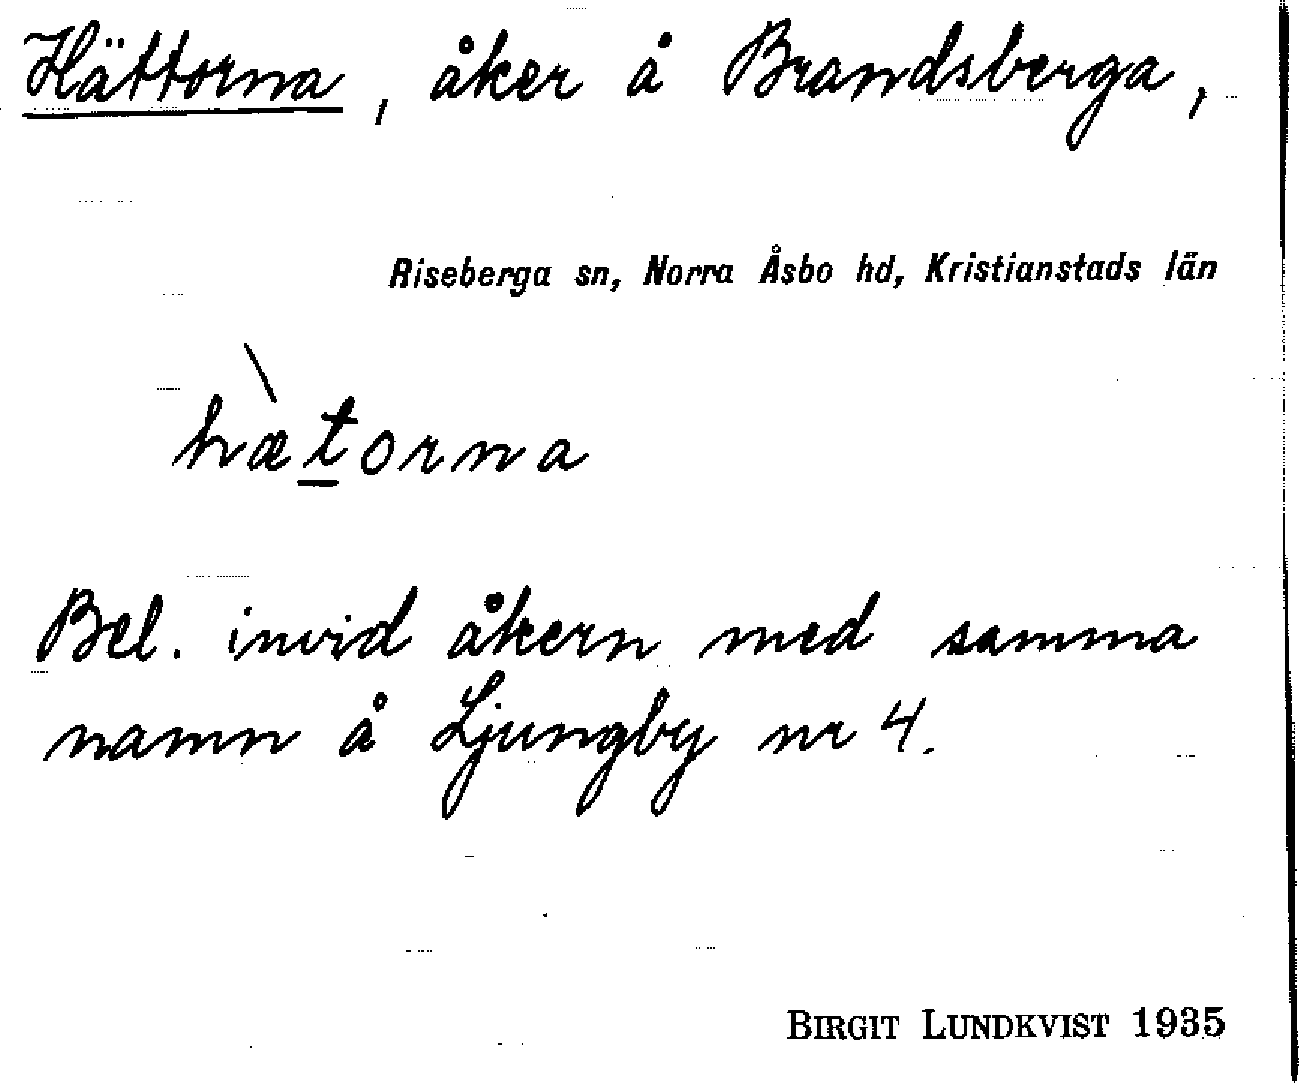 Hättorna, åker å Brandsberga,
Riseberga sn, Norra Åsbo hd, Kristianstads län
hætorna
Bel. invid åkern med samma
namn å Ljungby nr 4.
BIRGIT LUNDKVIST 1935